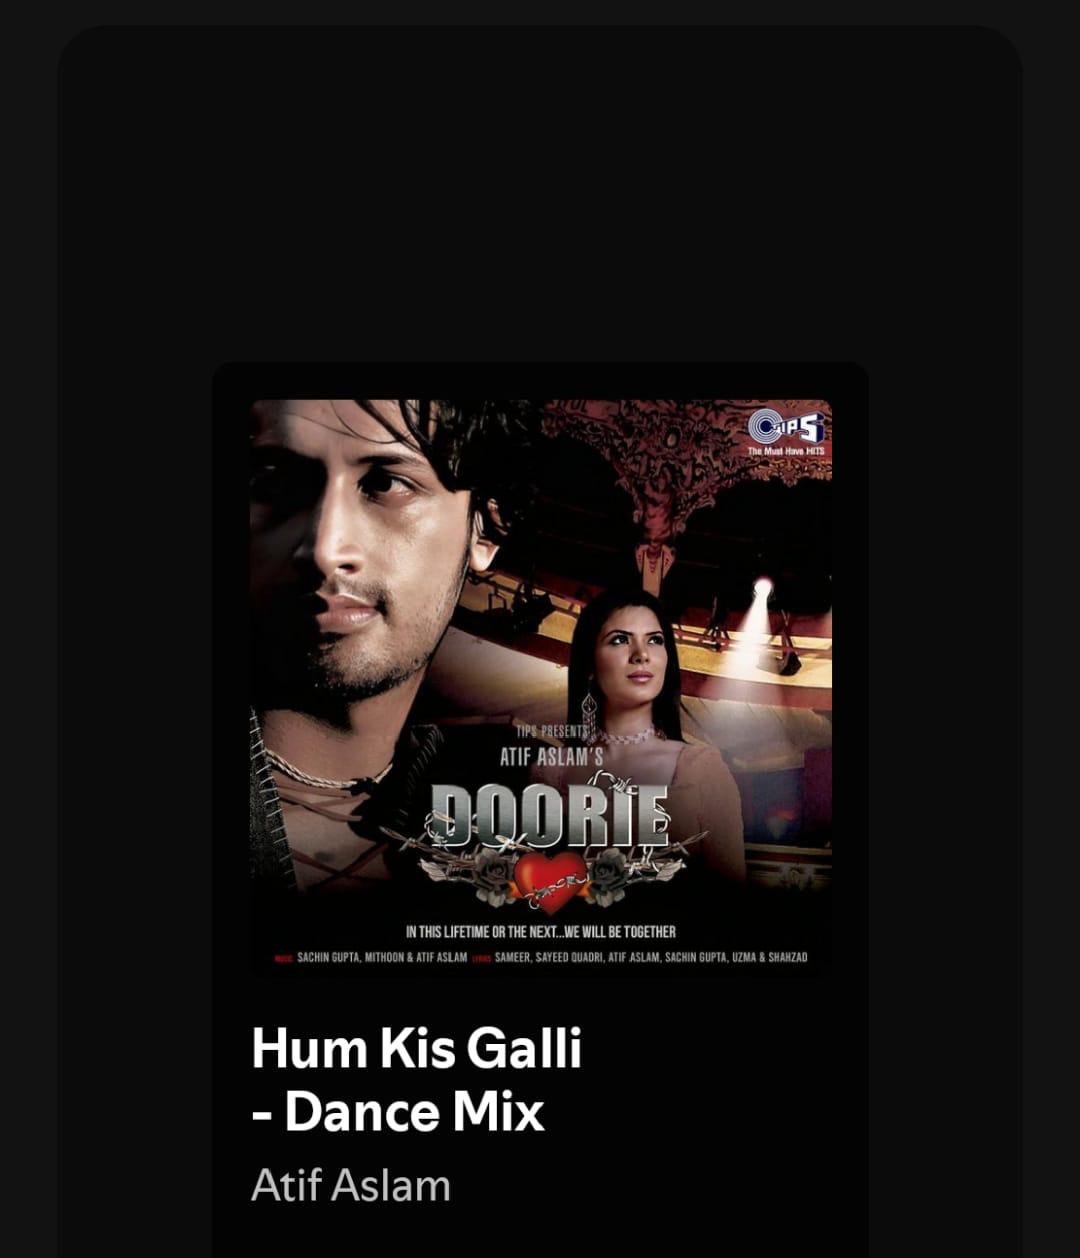 TIPS
The Must Have HITS
TIPS PRESENTS
ATIF ASLAM'S
DOORIE
IN THIS LIFETIME OR THE NEXT...WE WILL BE TOGETHER
MUSIC SACHIN GUPTA, MITHOON & ATIF ASLAM LYRICS SAMEER, SAYEED QUADRI, ATIF ASLAM, SACHIN GUPTA, UZMA & SHAHZAD
Hum Kis Galli
- Dance Mix
Atif Aslam